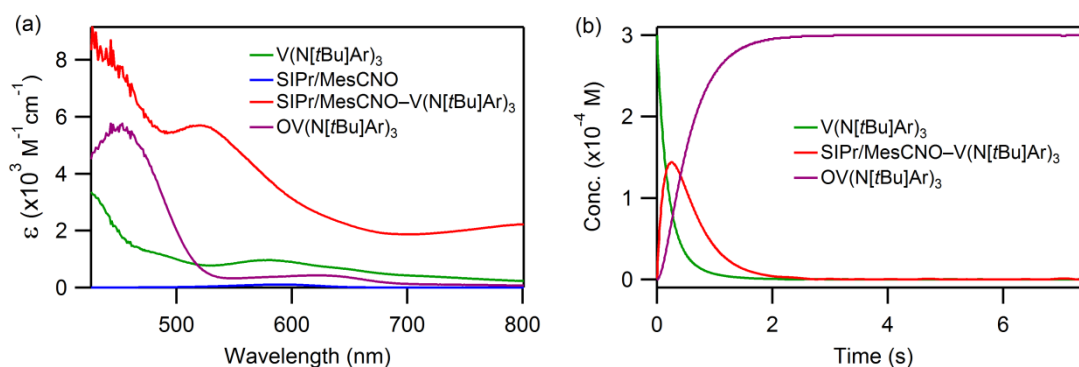 (a)
ε (x10³ M⁻¹cm⁻¹)
8
6
4
2
0
V(N[tBu]Ar)₃
SIPr/MesCNO
SIPr/MesCNO–V(N[tBu]Ar)₃
OV(N[tBu]Ar)₃
500
600
700
800
Wavelength (nm)
(b)
Conc. (x10⁻⁴ M)
3
2
1
0
V(N[tBu]Ar)₃
SIPr/MesCNO–V(N[tBu]Ar)₃
OV(N[tBu]Ar)₃
0
2
4
6
Time (s)